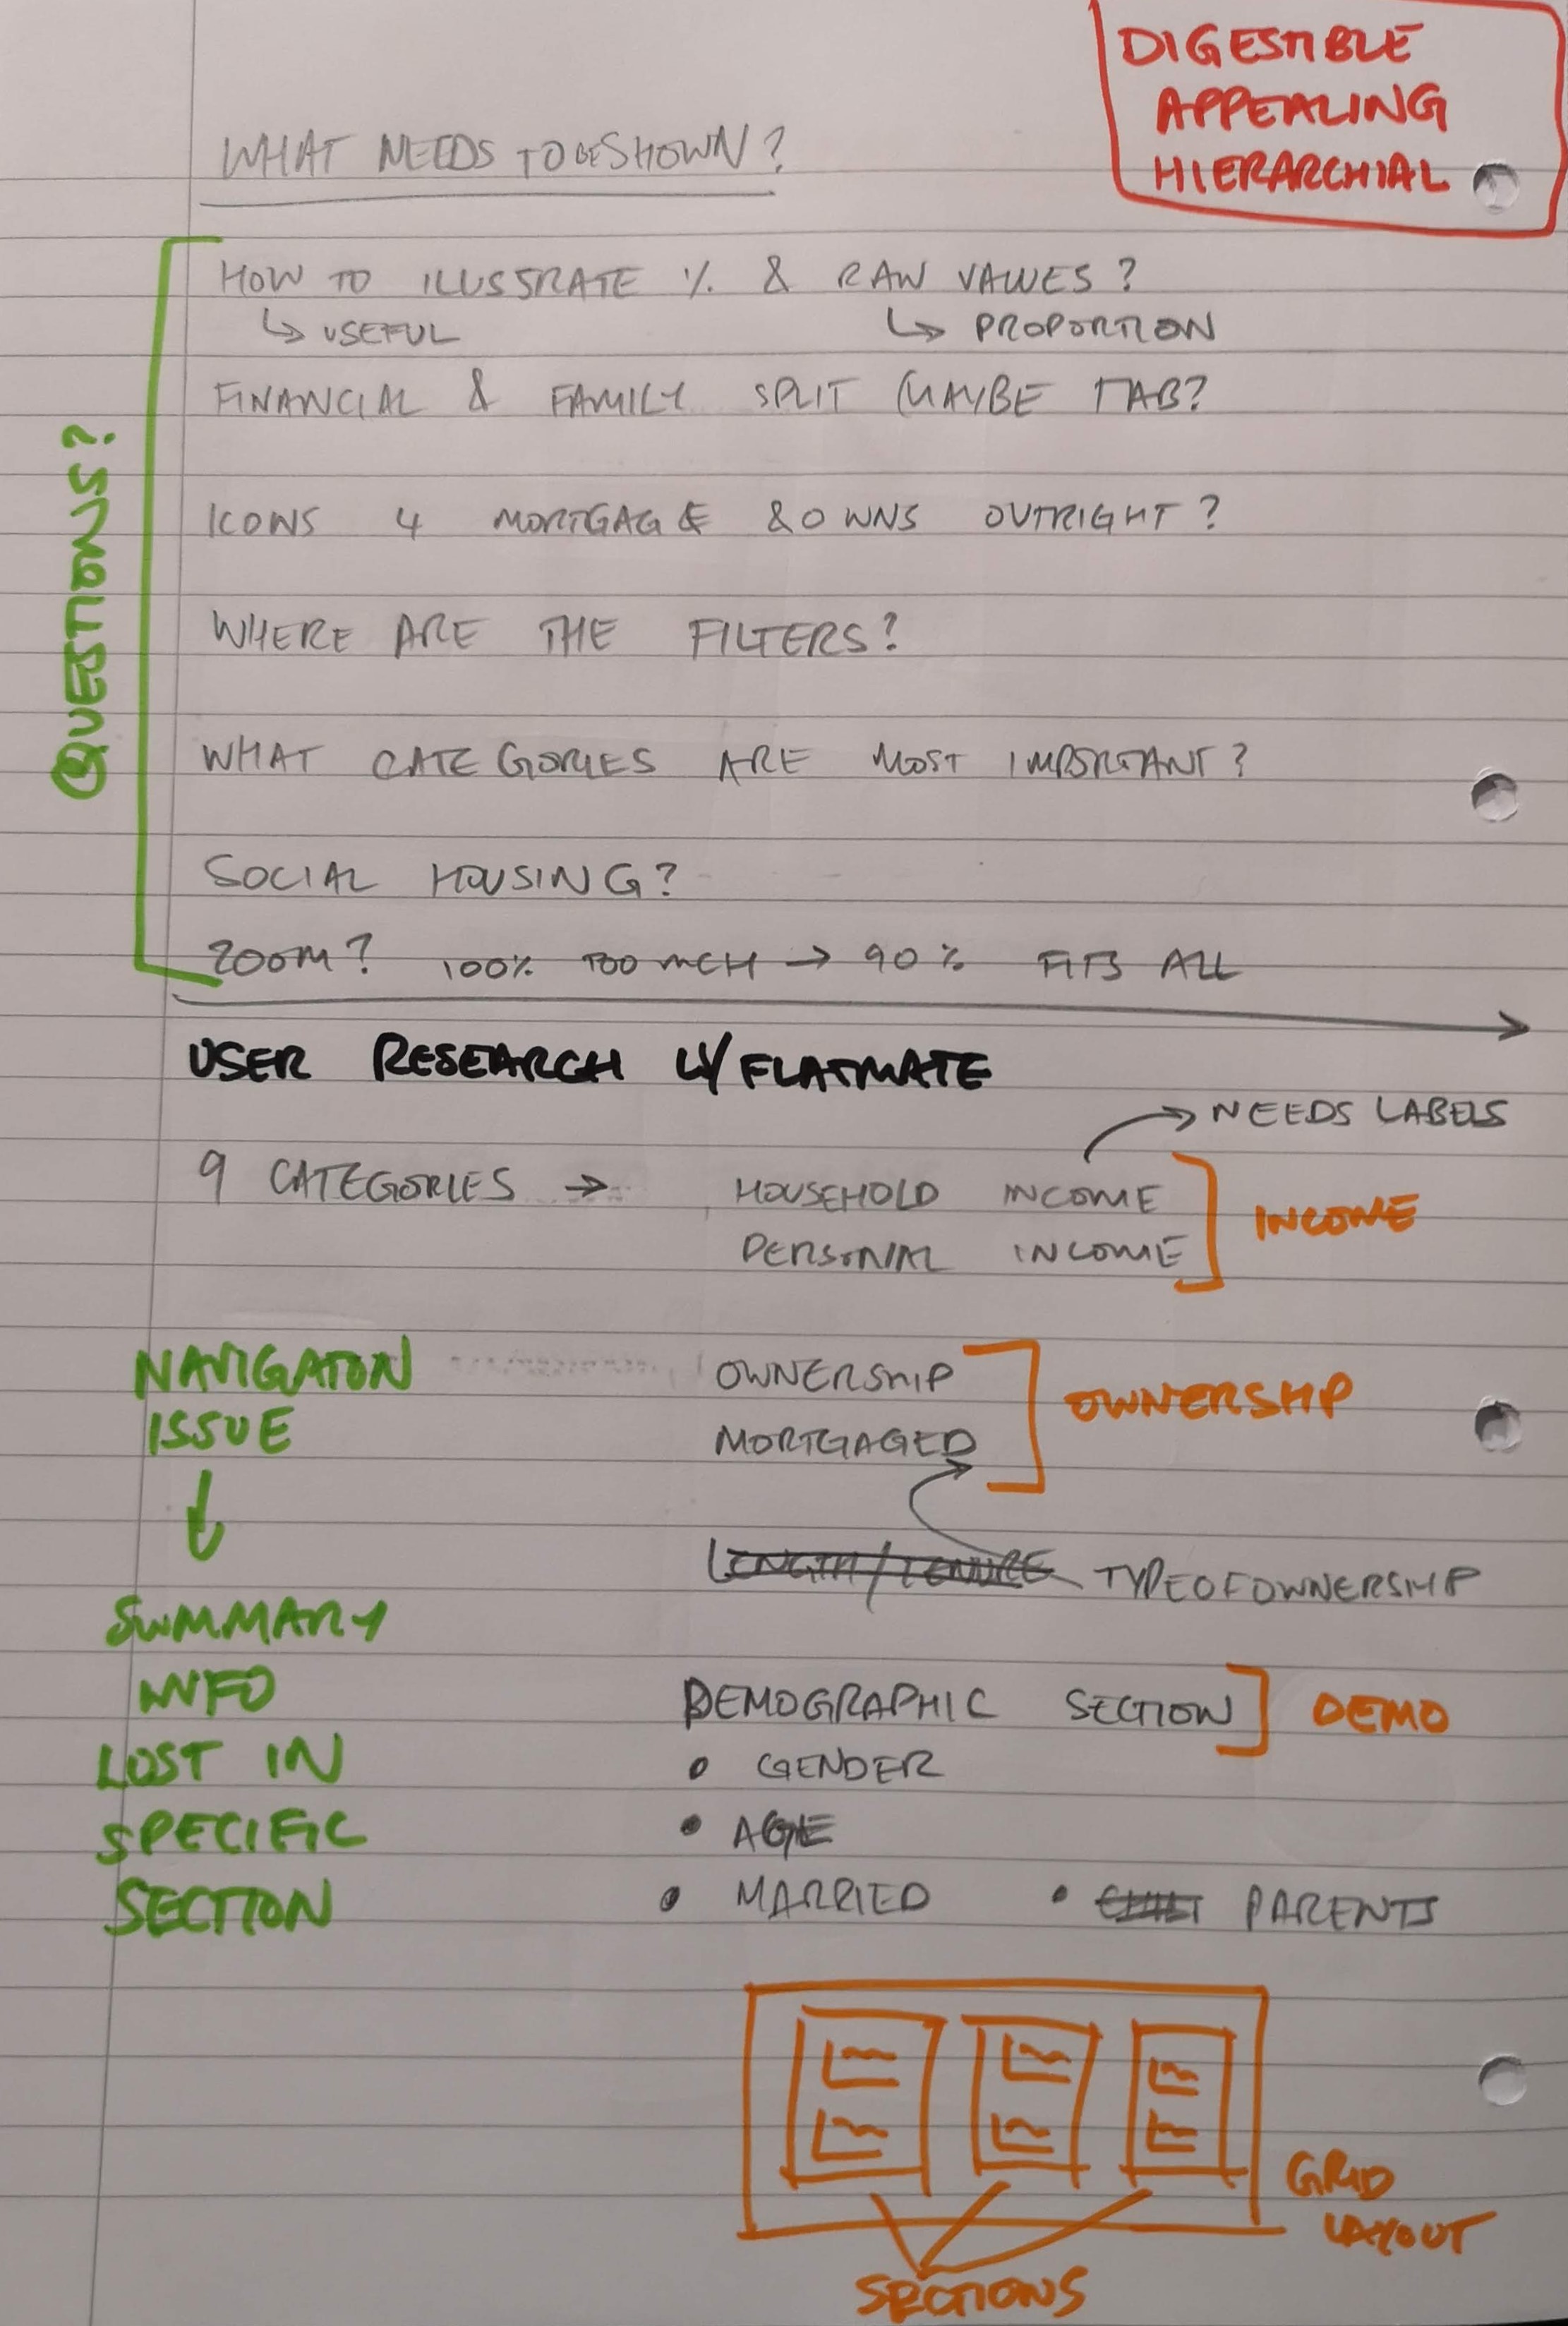 DIGESTIBLE
APPEALING
HIERARCHIAL
WHAT NEEDS TO BE SHOWN?
QUESTIONS?
HOW TO ILLUSTRATE % & RAW VALUES?
↳ USEFUL ↳ PROPORTION
FINANCIAL & FAMILY SPLIT (MAYBE TAB?
ICONS 4 MORTGAGE & OWNS OUTRIGHT?
WHERE ARE THE FILTERS?
WHAT CATEGORIES ARE MOST IMPORTANT?
SOCIAL HOUSING?
ZOOM? 100% TOO MCH → 90% FITS ALL
USER RESEARCH W/FLATMATE
→ NEEDS LABELS
9 CATEGORIES → HOUSEHOLD INCOME
PERSONAL INCOME
INCOME
NAVIGATON
ISSUE
↓
SUMMARY
INFO
LOST IN
SPECIFIC
SECTION
OWNERSHIP
MORTGAGED
OWNERSHIP
LENGTH/TENURE TYPE OF OWNERSHIP
DEMOGRAPHIC SECTION DEMO
• GENDER
• AGE
• MARRIED • PARENTS
GRID
LAYOUT
SECTIONS